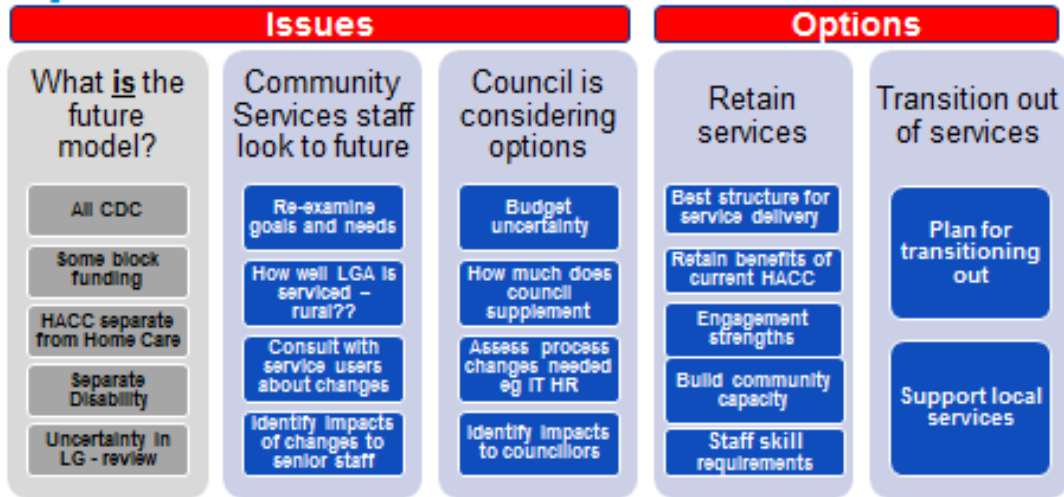 Issues
Options
What is the
future
model?
All CDC
Some block
funding
HACC separate
from Home Care
Separate
Disability
Uncertainty in
LG - review
Community
Services staff
look to future
Re-examine
goals and needs
How well LGA is
serviced –
rural??
Consult with
service users
about changes
Identify impacts
of changes to
senior staff
Council is
considering
options
Budget
uncertainty
How much does
council
supplement
Assess process
changes needed
eg IT HR
Identify impacts
to councillors
Retain
services
Best structure for
service delivery
Retain benefits of
current HACC
Engagement
strengths
Build community
capacity
Staff skill
requirements
Transition out
of services
Plan for
transitioning
out
Support local
services